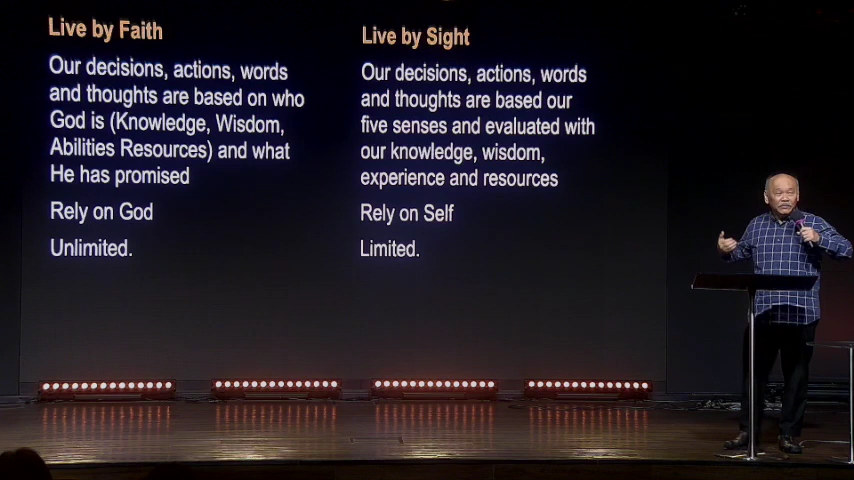 Live by Faith
Our decisions, actions, words
and thoughts are based on who
God is (Knowledge, Wisdom,
Abilities Resources) and what
He has promised
Rely on God
Unlimited.
Live by Sight
Our decisions, actions, words
and thoughts are based our
five senses and evaluated with
our knowledge, wisdom,
experience and resources
Rely on Self
Limited.